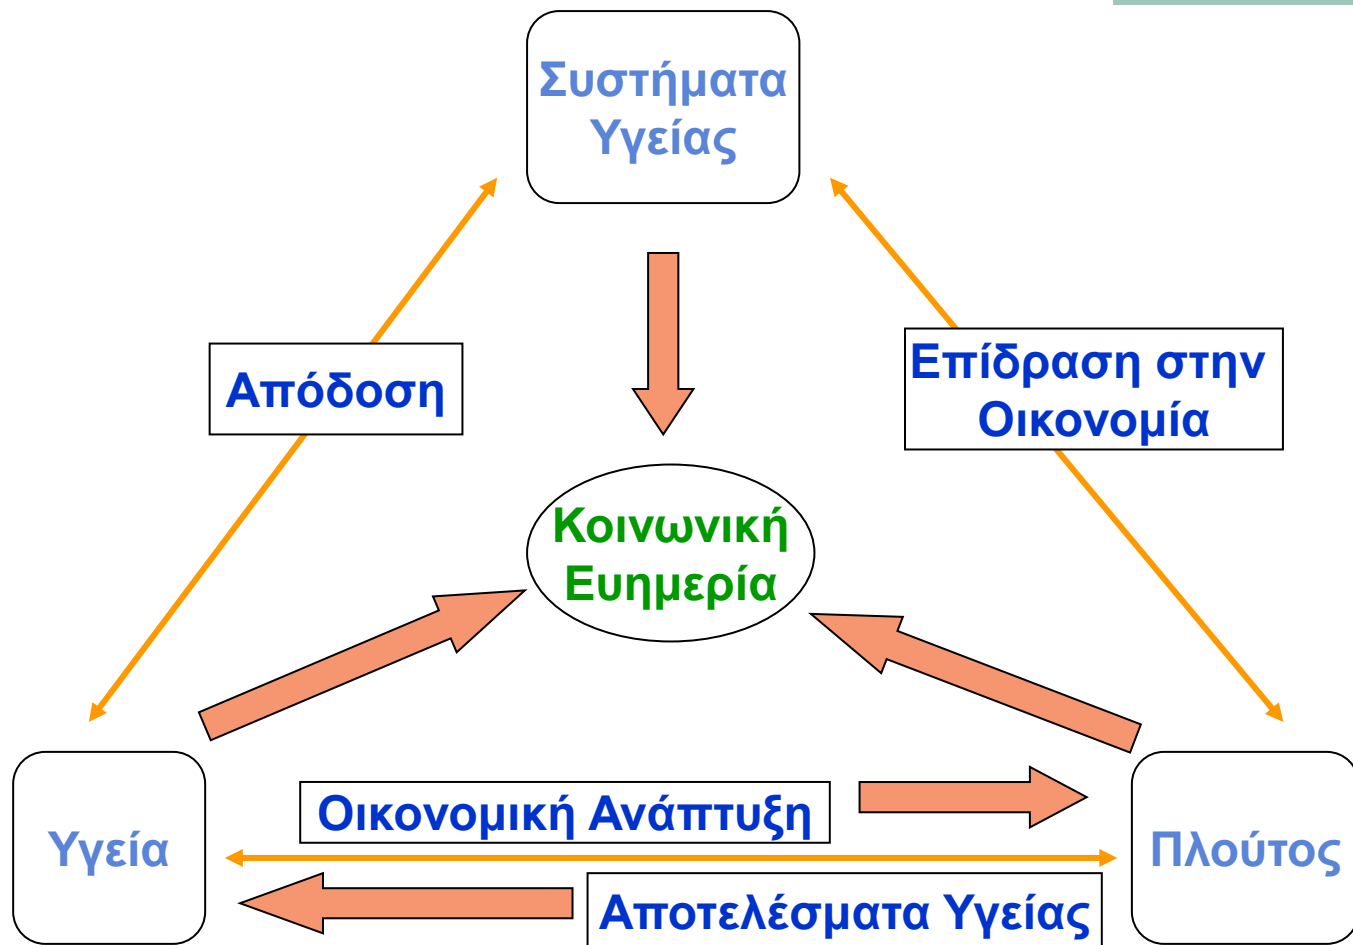 Συστήματα
Υγείας
Απόδοση
Επίδραση στην
Οικονομία
Κοινωνική
Ευημερία
Υγεία
Οικονομική Ανάπτυξη
Πλούτος
Αποτελέσματα Υγείας